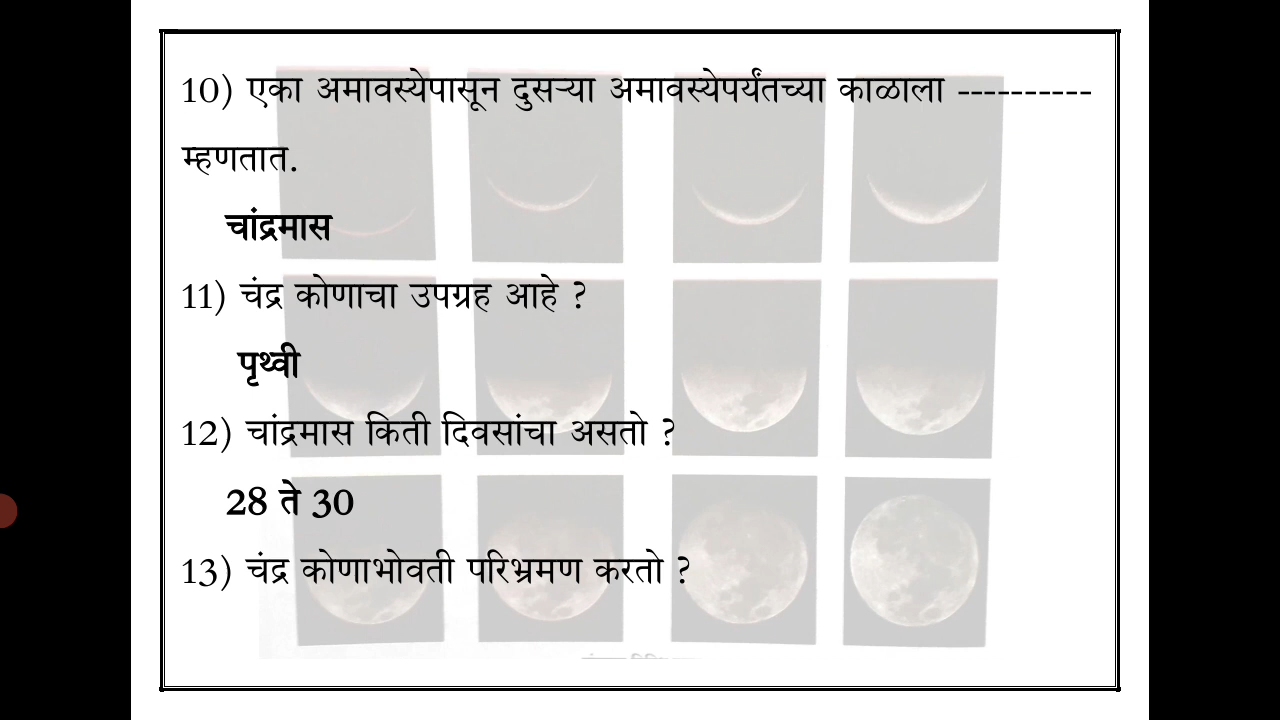 10) एका अमावस्येपासून दुसऱ्या अमावस्येपर्यंतच्या काळाला ----------
म्हणतात.
चांद्रमास
11) चंद्र कोणाचा उपग्रह आहे ?
पृथ्वी
12) चांद्रमास किती दिवसांचा असतो ?
28 ते 30
13) चंद्र कोणाभोवती परिभ्रमण करतो ?